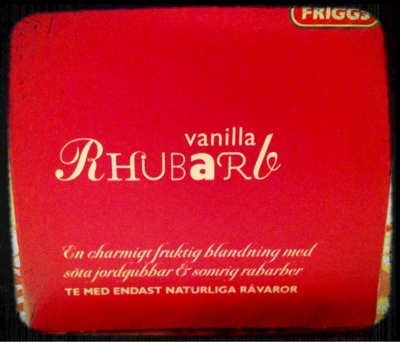 FRIGGS
vanilla
RHUBARb
En charmigt fruktig blandning med
söta jordgubbar & somrig rabarber
TE MED ENDAST NATURLIGA RÅVAROR